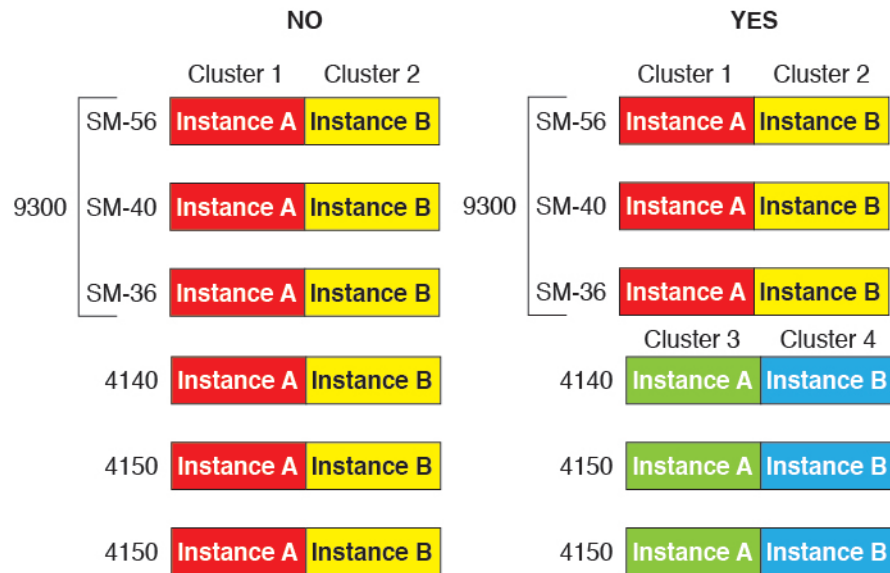 NO YES
Cluster 1 Cluster 2 Cluster 1 Cluster 2
SM-56 Instance A Instance B SM-56 Instance A Instance B
9300 SM-40 Instance A Instance B 9300 SM-40 Instance A Instance B
SM-36 Instance A Instance B SM-36 Instance A Instance B
Cluster 3 Cluster 4
4140 Instance A Instance B 4140 Instance A Instance B
4150 Instance A Instance B 4150 Instance A Instance B
4150 Instance A Instance B 4150 Instance A Instance B